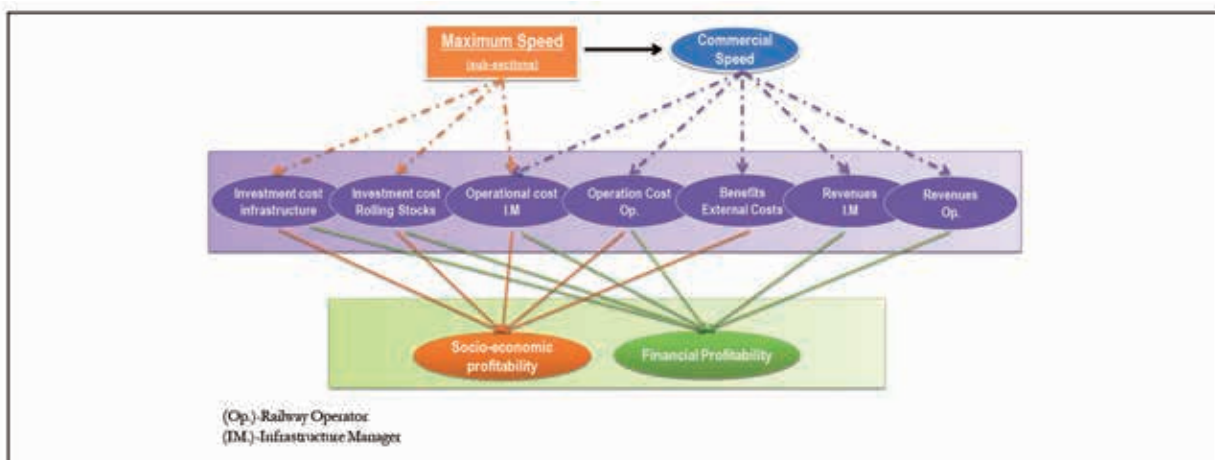 Maximum Speed
(sub-sections)
Commercial
Speed
Investment cost
infrastructure
Investment cost
Rolling Stocks
Operational cost
I.M
Operation Cost
Op.
Benefits
External Costs
Revenues
I.M
Revenues
Op.
Socio-economic
profitability
Financial Profitability
(Op.)-Railway Operator
(IM.)-Infrastructure Manager